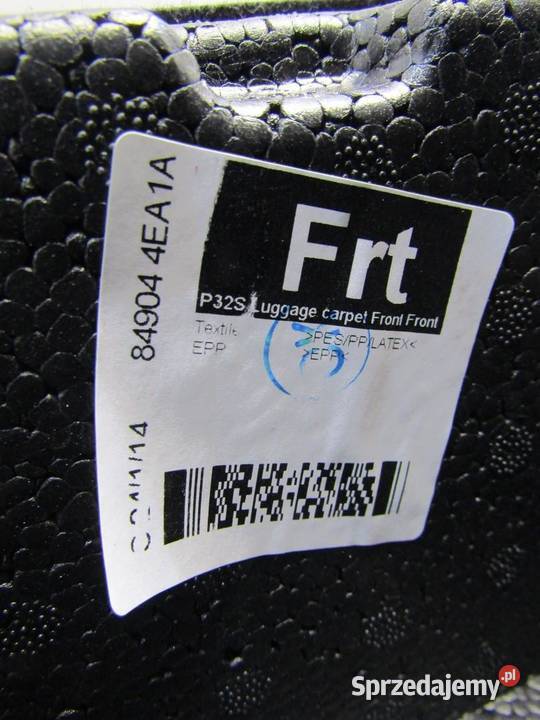 84904 4EA1A
Frt
P32S Luggage carpet Front Front
Textile >PES/PP/LATEX<
EPP >EPP<
Sprzedajemy.pl